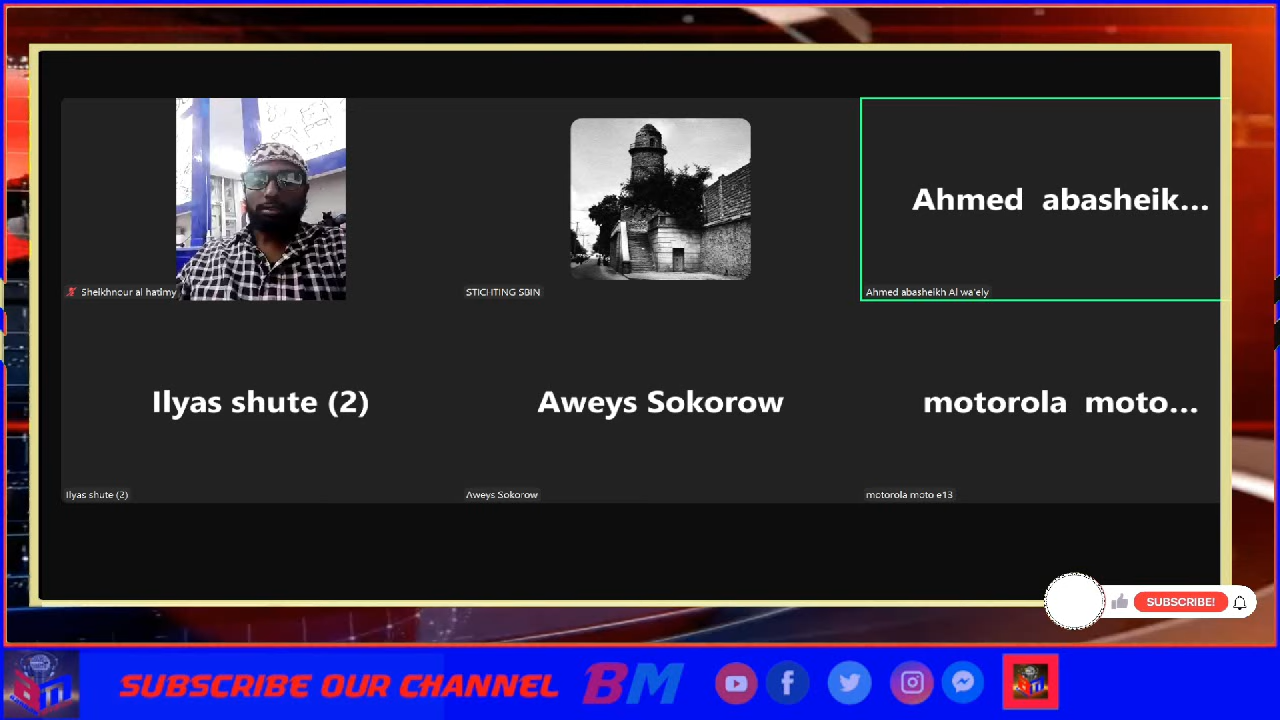 Ahmed abasheik...
Sheikhnour al hatimy
STICHTING SBIN
Ahmed abasheikh Al wa'ely
Ilyas shute (2)
Aweys Sokorow
motorola moto...
Ilyas shute (2)
Aweys Sokorow
motorola moto e13
SUBSCRIBE!
SUBSCRIBE OUR CHANNEL
BM